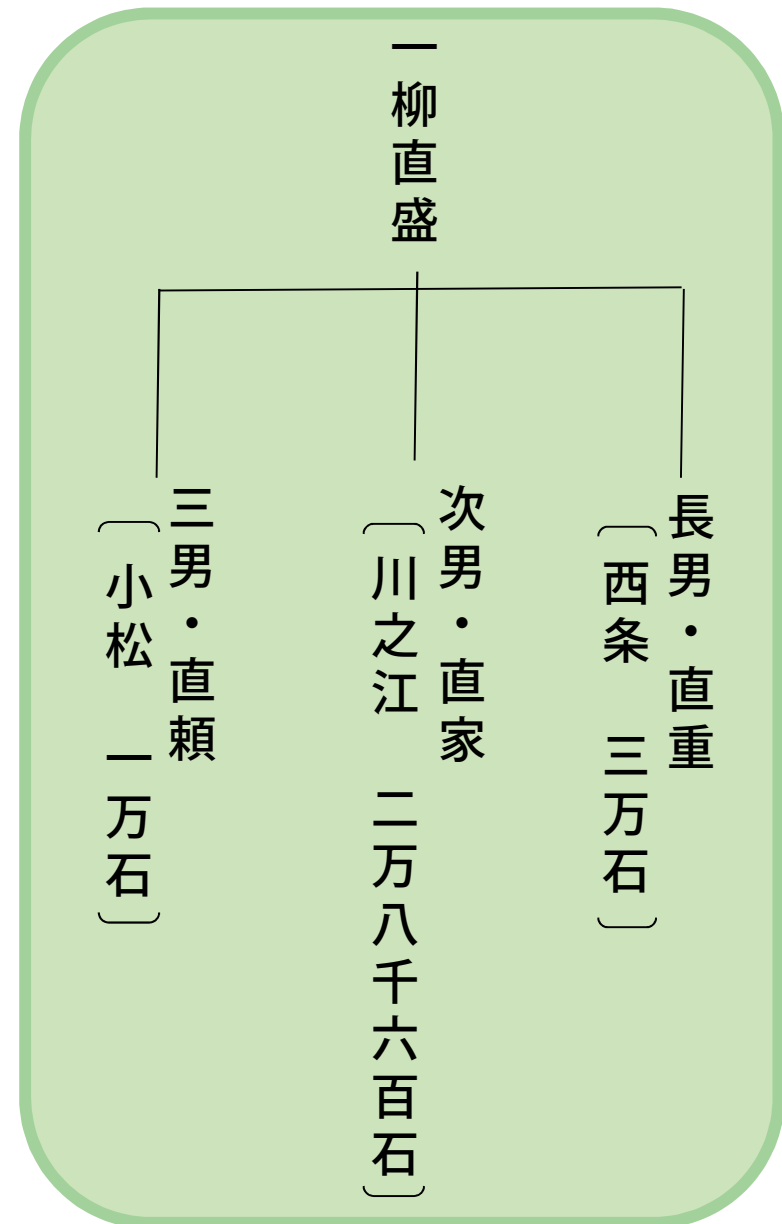 一柳直盛
長男・直重
〔西条　三万石〕
次男・直家
〔川之江　二万八千六百石〕
三男・直頼
〔小松　一万石〕